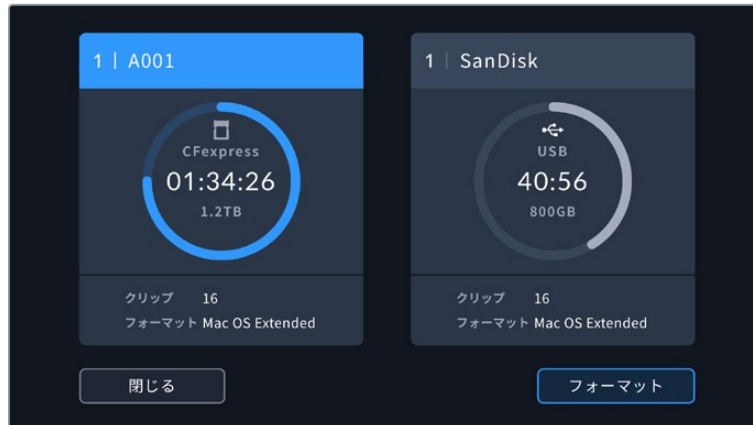 1 | A001
CFexpress
01:34:26
1.2TB
クリップ 16
フォーマット Mac OS Extended
1 | SanDisk
USB
40:56
800GB
クリップ 16
フォーマット Mac OS Extended
閉じる
フォーマット